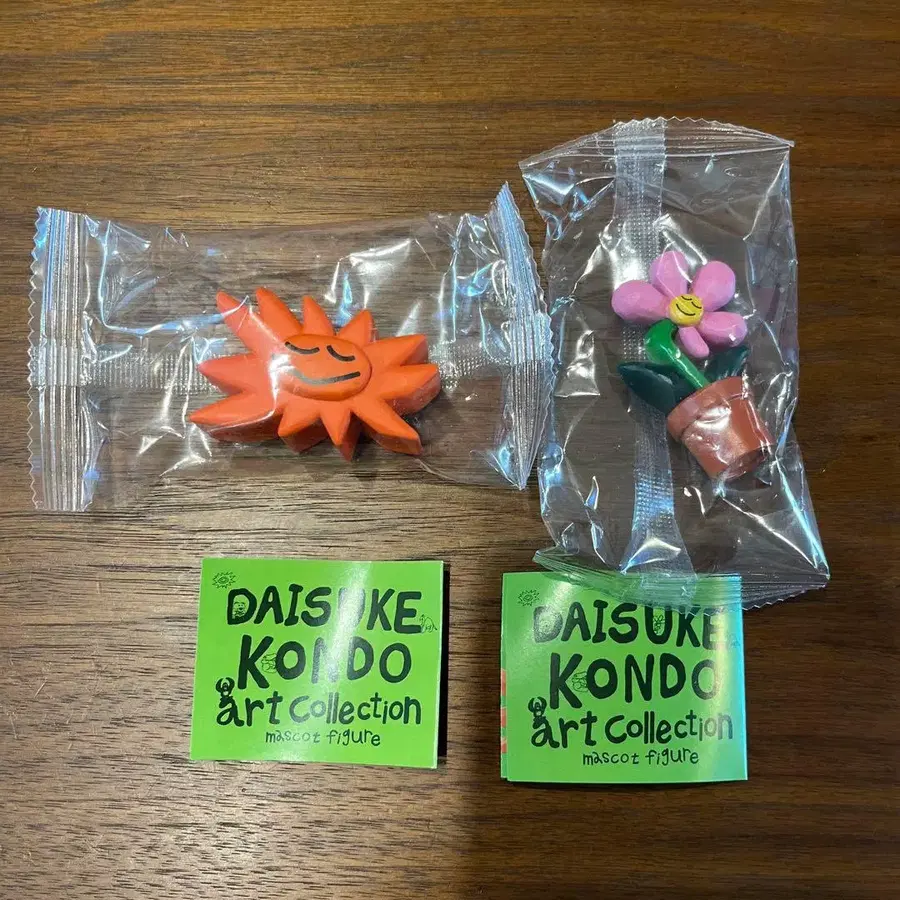 DAISUKE
KONDO
art collection
mascot figure
DAISUKE
KONDO
art collection
mascot figure